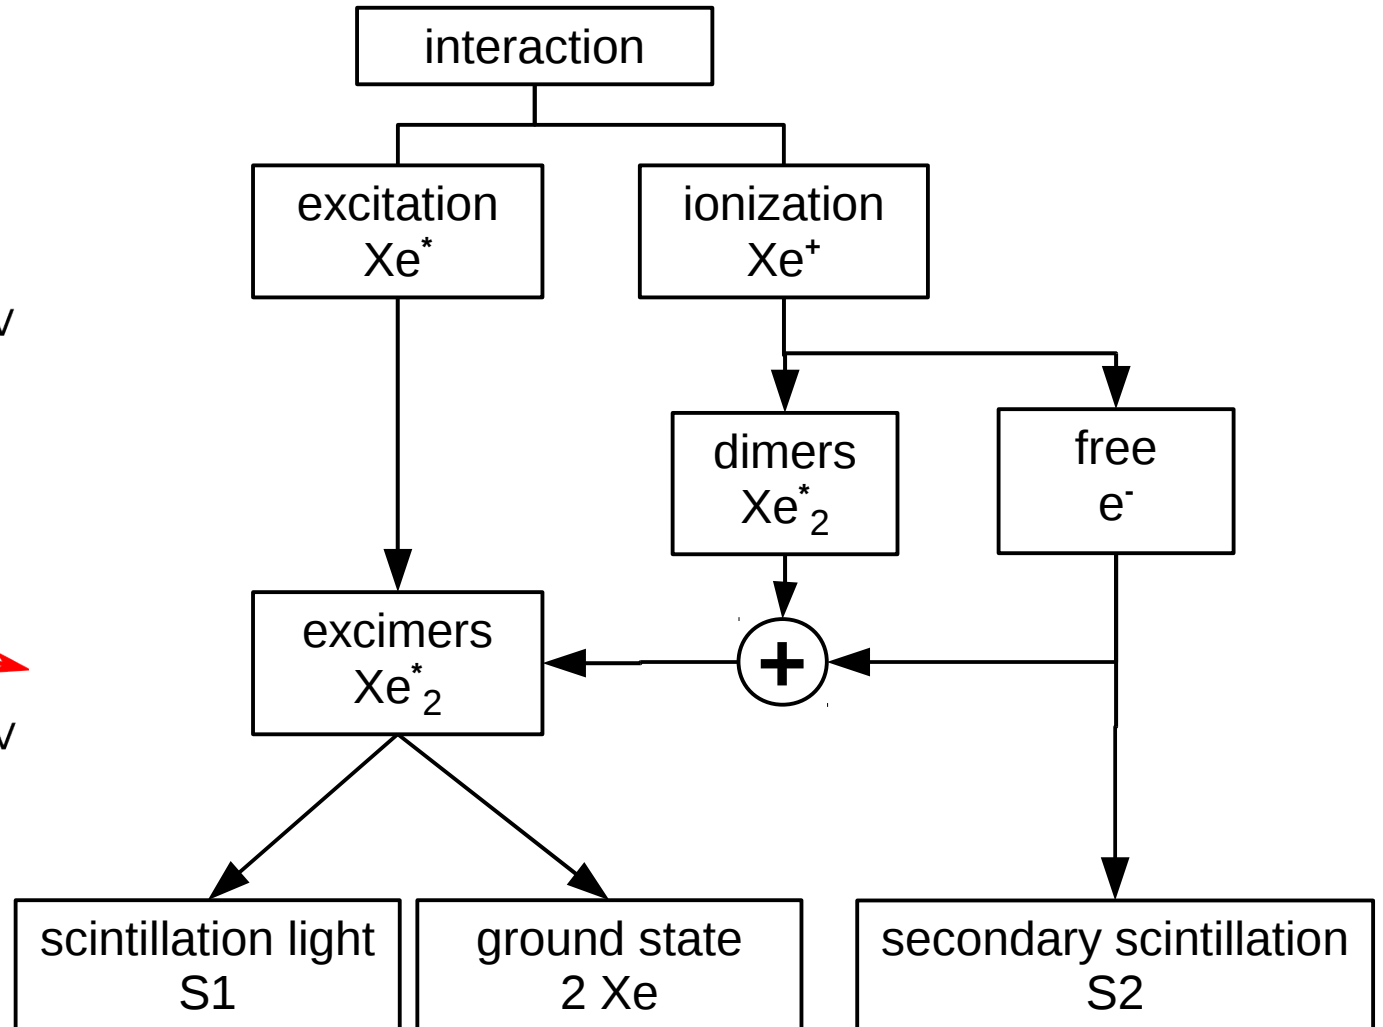 interaction
excitation
Xe*
ionization
Xe⁺
V
dimers
Xe*₂
free
e⁻
excimers
Xe*₂
+
V
scintillation light
S1
ground state
2 Xe
secondary scintillation
S2